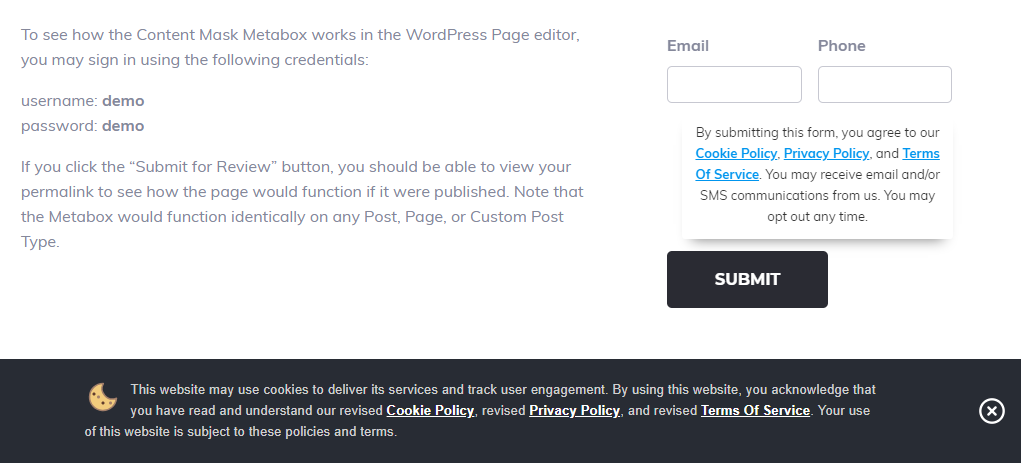 To see how the Content Mask Metabox works in the WordPress Page editor,
you may sign in using the following credentials:
username: demo
password: demo
If you click the “Submit for Review” button, you should be able to view your
permalink to see how the page would function if it were published. Note that
the Metabox would function identically on any Post, Page, or Custom Post
Type.
Email
Phone
By submitting this form, you agree to our
Cookie Policy, Privacy Policy, and Terms
Of Service. You may receive email and/or
SMS communications from us. You may
opt out any time.
SUBMIT
This website may use cookies to deliver its services and track user engagement. By using this website, you acknowledge that
you have read and understand our revised Cookie Policy, revised Privacy Policy, and revised Terms Of Service. Your use
of this website is subject to these policies and terms.